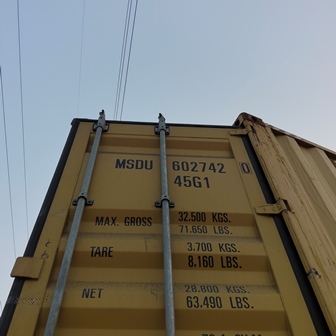 MSDU 602742 0
45G1
MAX. GROSS 32.500 KGS.
71.650 LBS.
TARE 3.700 KGS.
8.160 LBS.
NET 28.800 KGS.
63.490 LBS.